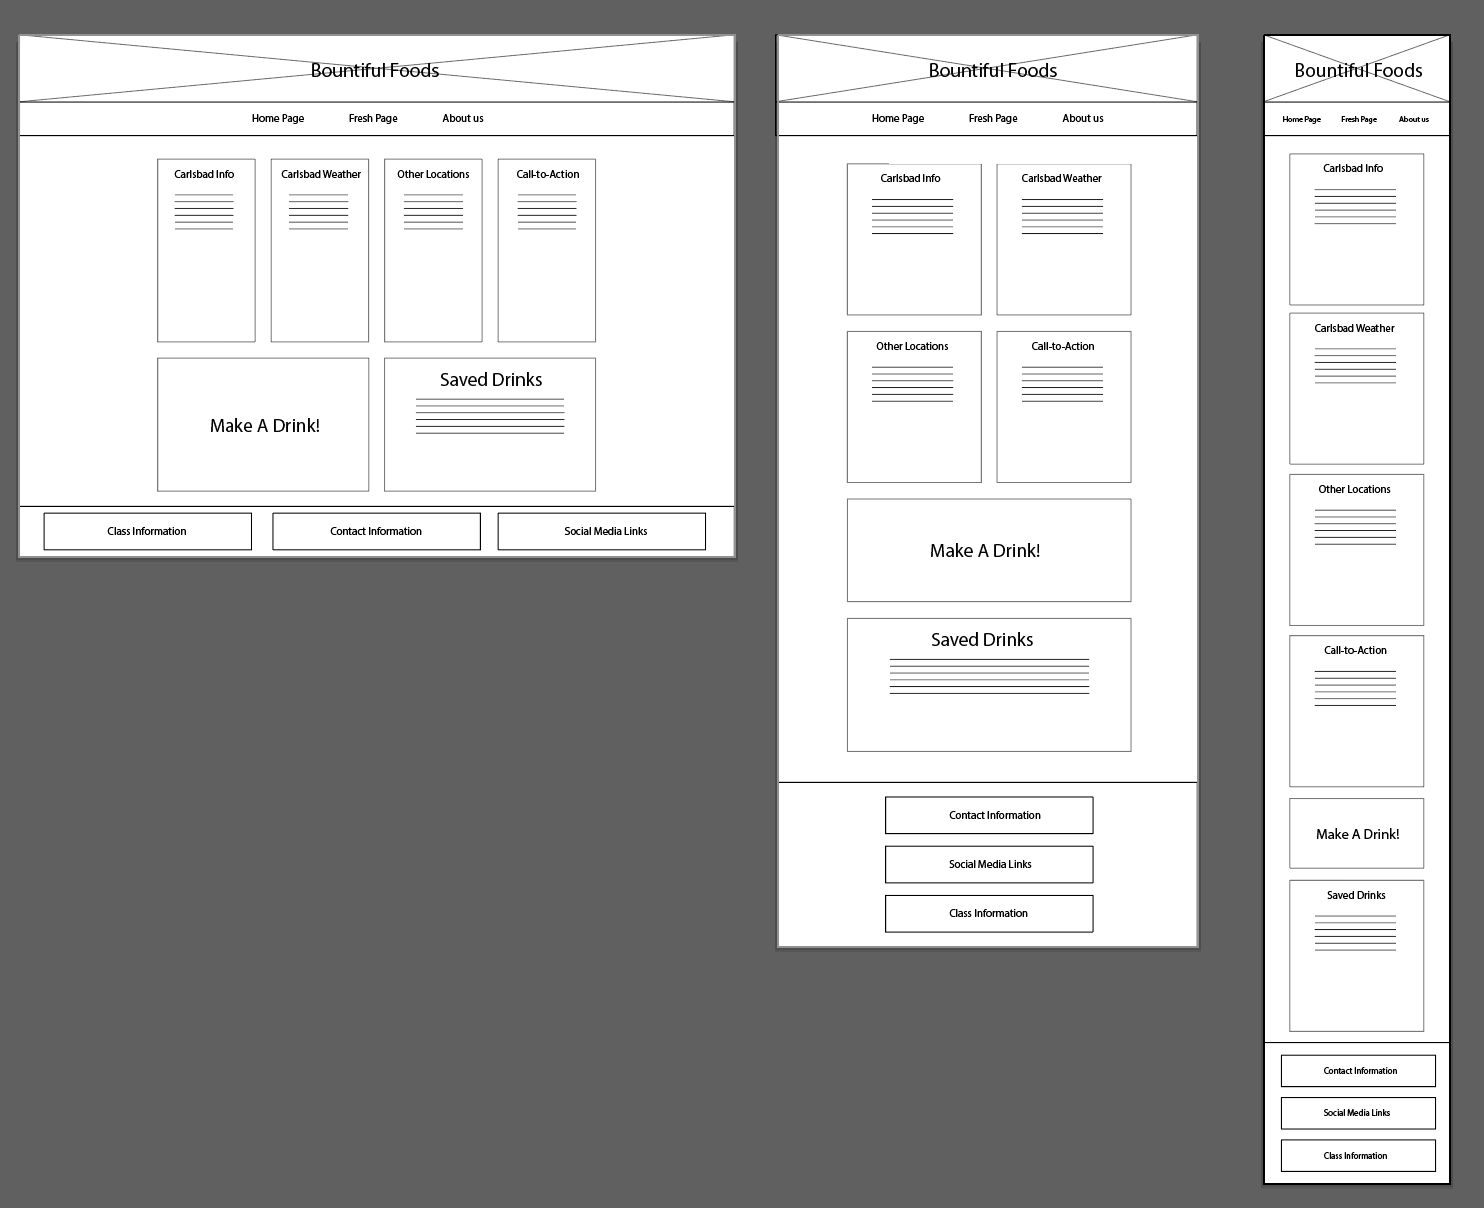 Bountiful Foods
Home Page Fresh Page About us
Carlsbad Info Carlsbad Weather Other Locations Call-to-Action
Make A Drink!
Saved Drinks
Class Information Contact Information Social Media Links
Bountiful Foods
Home Page Fresh Page About us
Carlsbad Info Carlsbad Weather
Other Locations Call-to-Action
Make A Drink!
Saved Drinks
Contact Information
Social Media Links
Class Information
Bountiful Foods
Home Page Fresh Page About us
Carlsbad Info
Carlsbad Weather
Other Locations
Call-to-Action
Make A Drink!
Saved Drinks
Contact Information
Social Media Links
Class Information